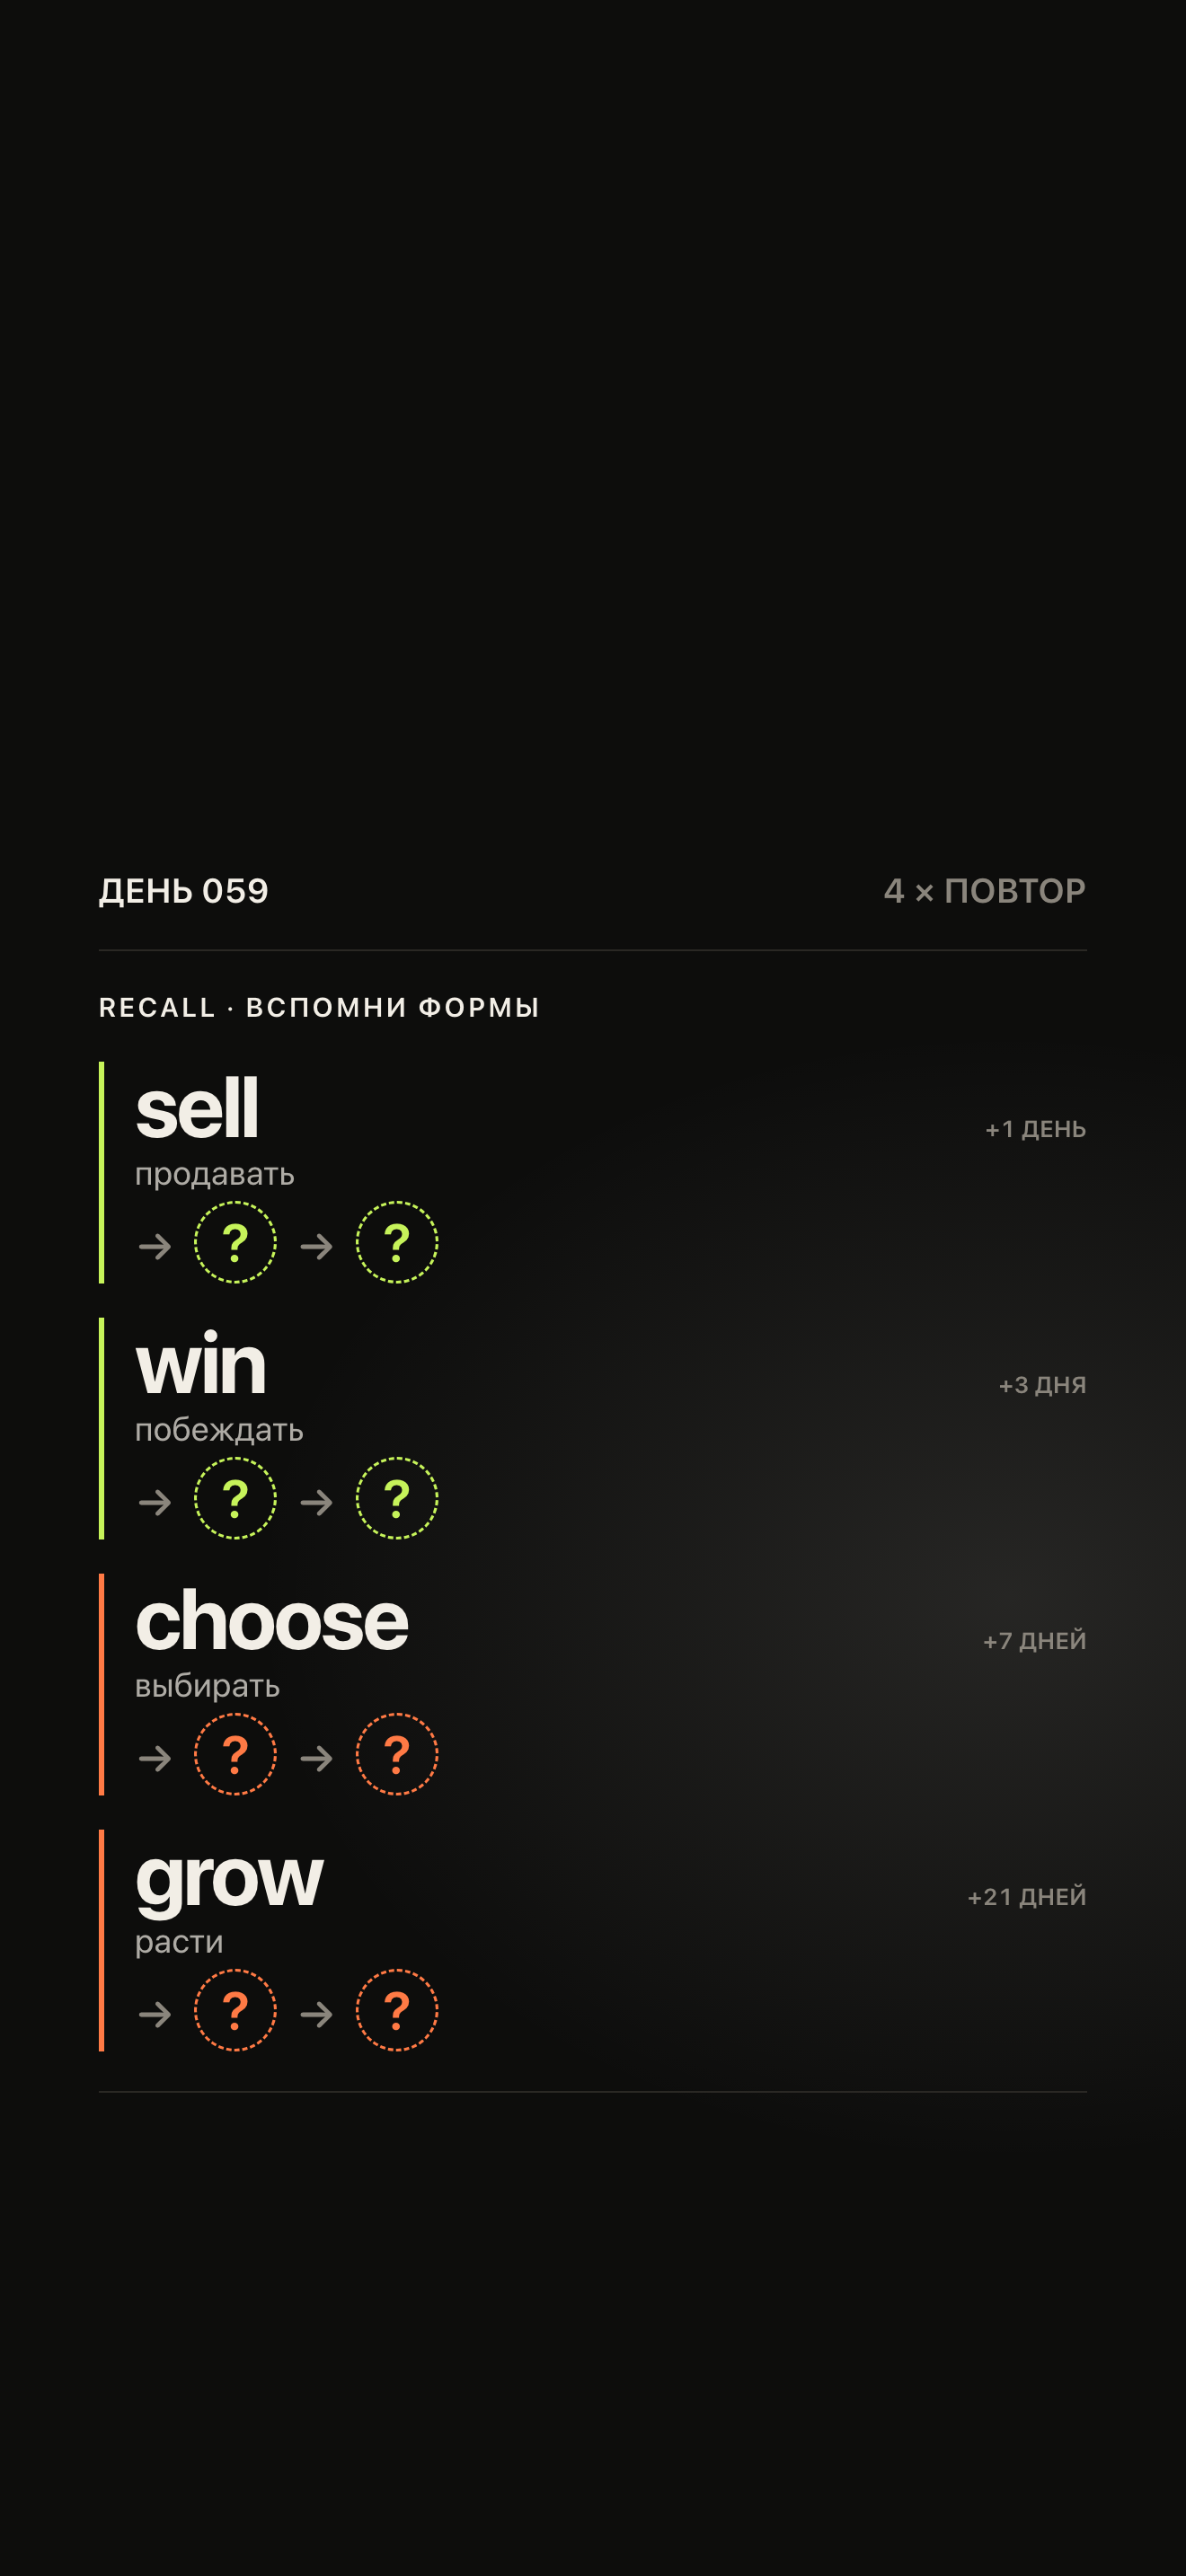 ДЕНЬ 059
4 × ПОВТОР
RECALL · ВСПОМНИ ФОРМЫ
sell
+1 ДЕНЬ
продавать
→ ? → ?
win
+3 ДНЯ
побеждать
→ ? → ?
choose
+7 ДНЕЙ
выбирать
→ ? → ?
grow
+21 ДНЕЙ
расти
→ ? → ?